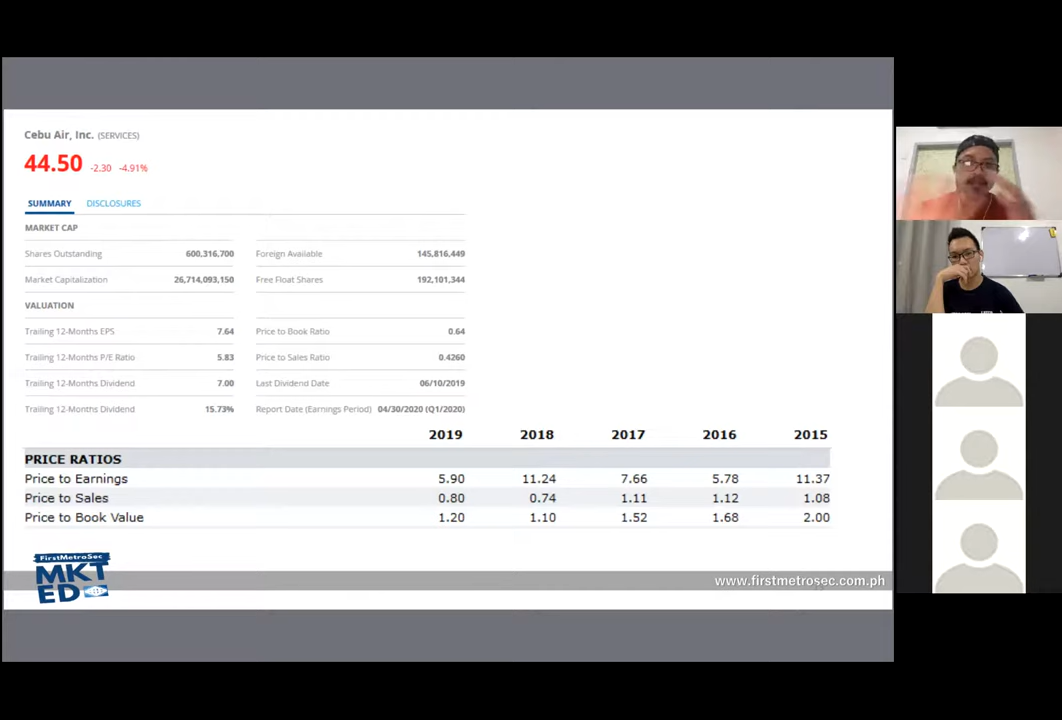 Cebu Air, Inc. (SERVICES)
44.50 -2.30 -4.91%
SUMMARY DISCLOSURES
MARKET CAP
Shares Outstanding 600,316,700 Foreign Available 145,816,449
Market Capitalization 26,714,093,150 Free Float Shares 192,101,344
VALUATION
Trailing 12-Months EPS 7.64 Price to Book Ratio 0.64
Trailing 12-Months P/E Ratio 5.83 Price to Sales Ratio 0.4260
Trailing 12-Months Dividend 7.00 Last Dividend Date 06/10/2019
Trailing 12-Months Dividend 15.73% Report Date (Earnings Period) 04/30/2020 (Q1/2020)
2019 2018 2017 2016 2015
PRICE RATIOS
Price to Earnings 5.90 11.24 7.66 5.78 11.37
Price to Sales 0.80 0.74 1.11 1.12 1.08
Price to Book Value 1.20 1.10 1.52 1.68 2.00
FirstMetroSec
MKT
ED
www.firstmetrosec.com.ph